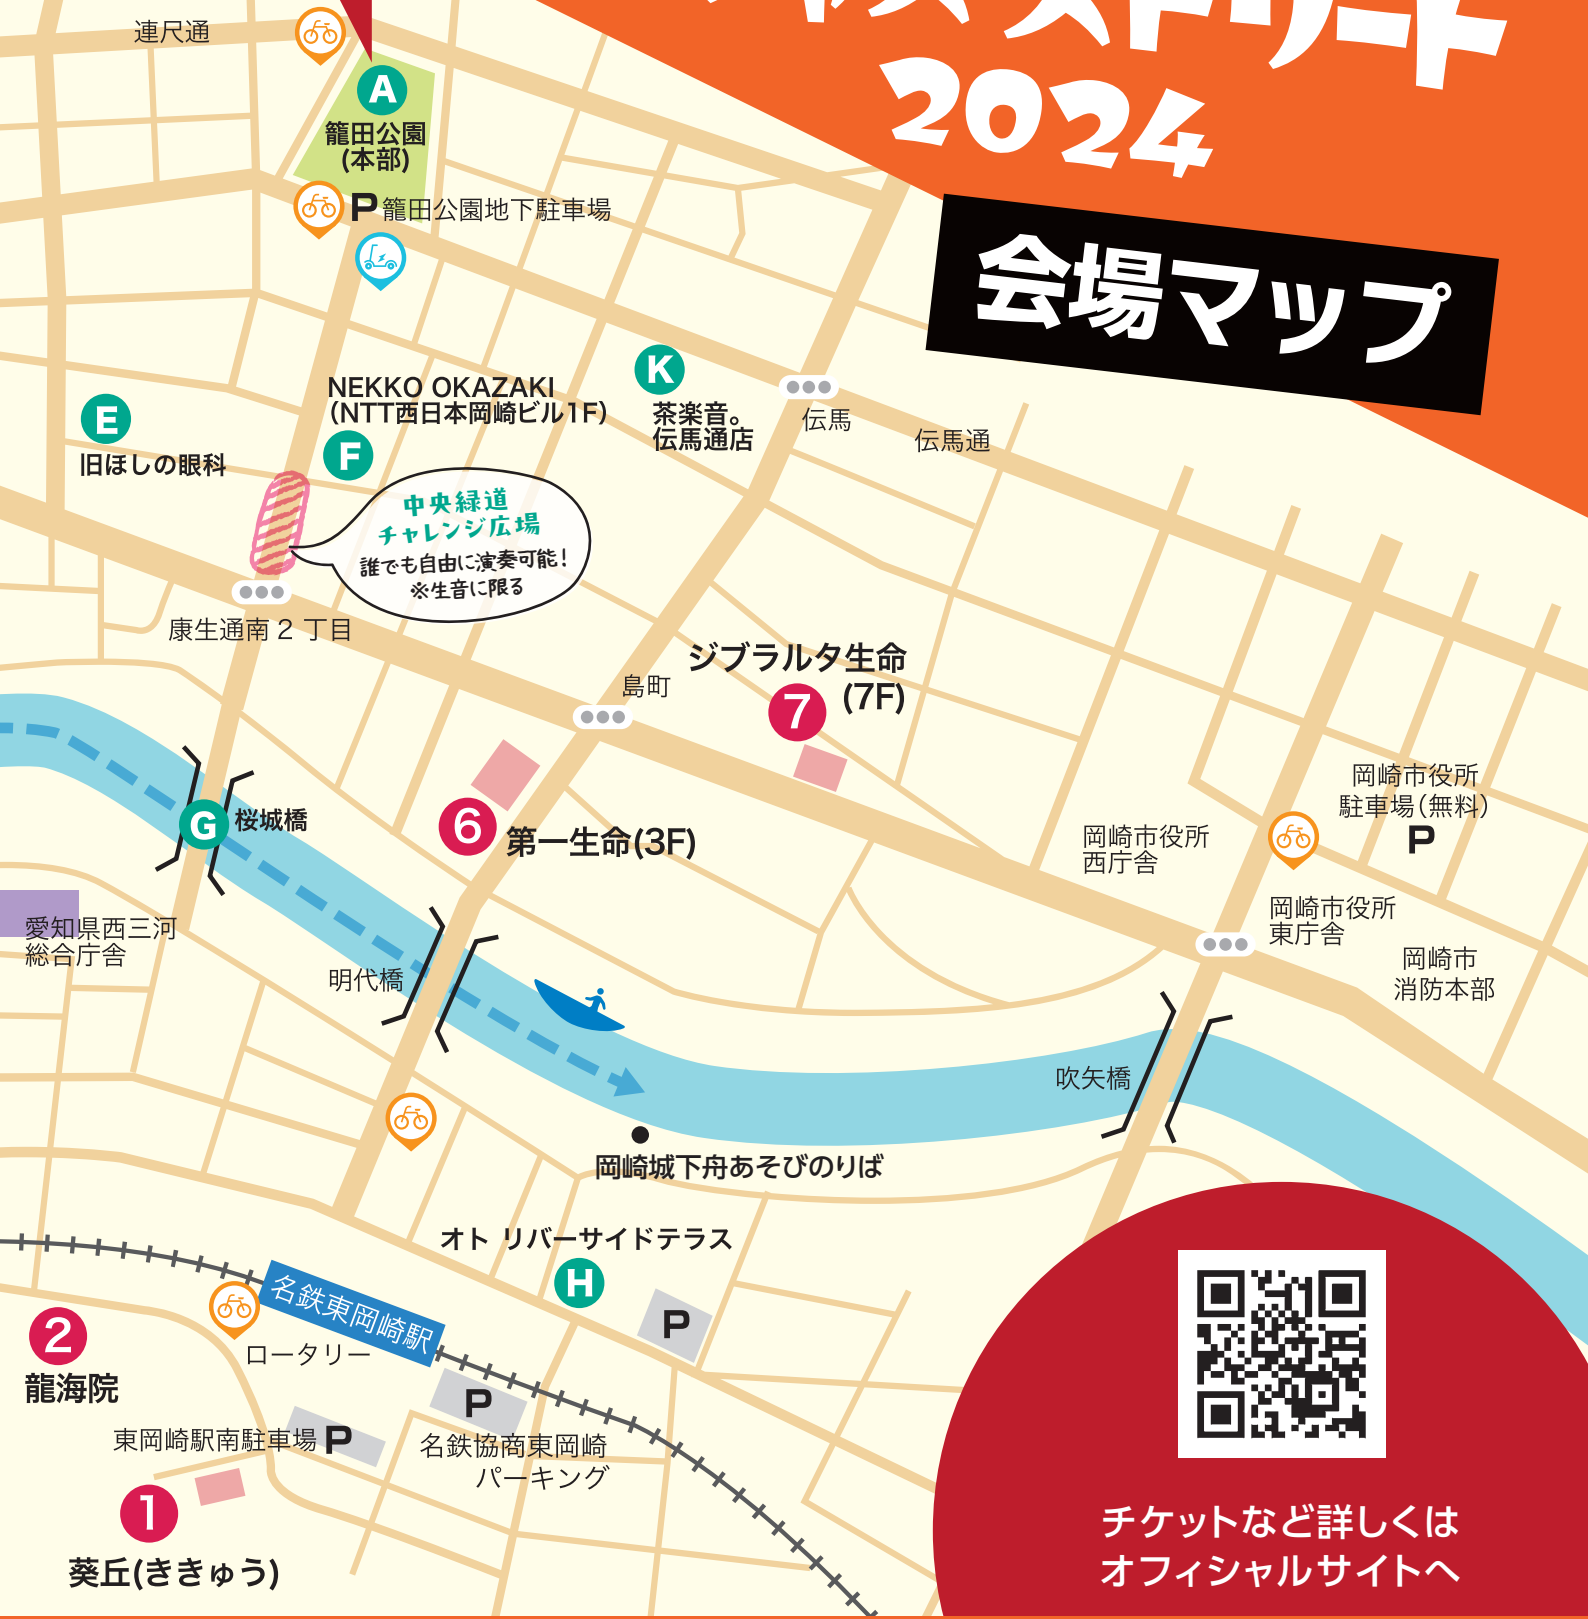 ストリート
2024
会場マップ
連尺通
A
籠田公園
(本部)
P 籠田公園地下駐車場
NEKKO OKAZAKI
(NTT西日本岡崎ビル1F)
F
K
茶楽音。
伝馬通店
伝馬
伝馬通
E
旧ほしの眼科
中央緑道
チャレンジ広場
誰でも自由に演奏可能！
※生音に限る
康生通南２丁目
島町
ジブラルタ生命
(7F)
7
6
第一生命(3F)
G
桜城橋
岡崎市役所
駐車場(無料)
P
岡崎市役所
西庁舎
岡崎市役所
東庁舎
岡崎市
消防本部
愛知県西三河
総合庁舎
明代橋
吹矢橋
岡崎城下舟あそびのりば
オト リバーサイドテラス
H
P
名鉄東岡崎駅
ロータリー
2
龍海院
東岡崎駅南駐車場 P
P
名鉄協商東岡崎
パーキング
1
葵丘(ききゅう)
チケットなど詳しくは
オフィシャルサイトへ